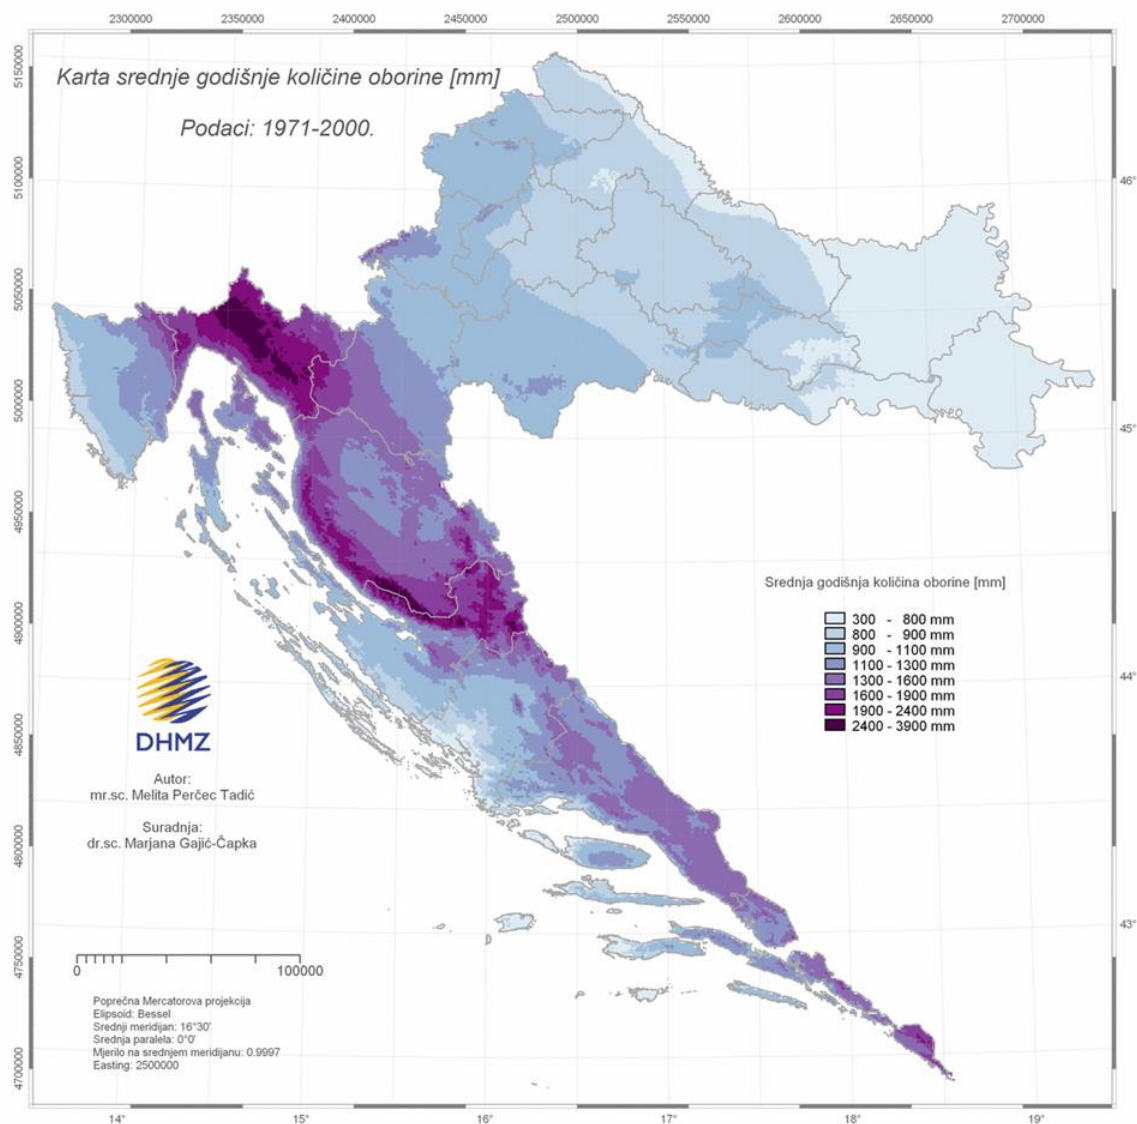 2300000 2350000 2400000 2450000 2500000 2550000 2600000 2650000 2700000
Karta srednje godišnje količine oborine [mm]
Podaci: 1971-2000.
5150000
5100000
5050000
5000000
4950000
4900000
4850000
4800000
4750000
4700000
46°
45°
44°
43°
Srednja godišnja količina oborine [mm]
300 - 800 mm
800 - 900 mm
900 - 1100 mm
1100 - 1300 mm
1300 - 1600 mm
1600 - 1900 mm
1900 - 2400 mm
2400 - 3900 mm
DHMZ
Autor:
mr.sc. Melita Perčec Tadić
Suradnja:
dr.sc. Marjana Gajić-Čapka
0 100000
Poprečna Mercatorova projekcija
Elipsoid: Bessel
Srednji meridijan: 16°30'
Srednja paralela: 0°0'
Mjerilo na srednjem meridijanu: 0.9997
Easting: 2500000
14° 15° 16° 17° 18° 19°